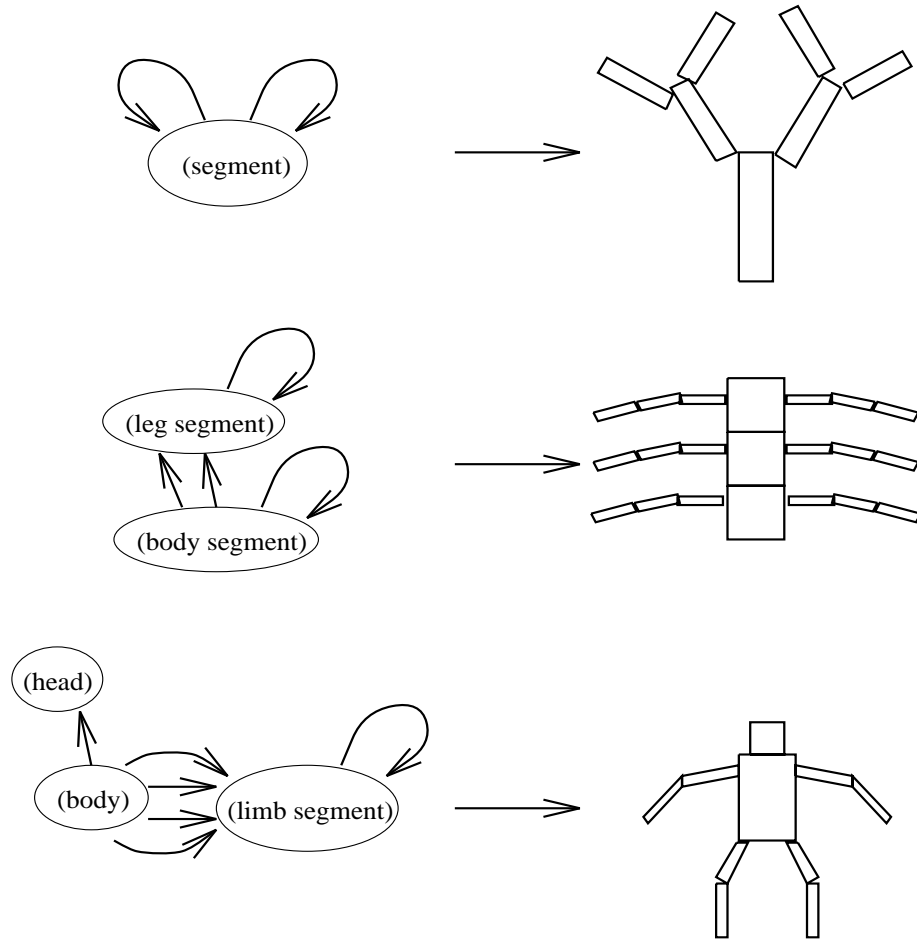 (segment)
(leg segment)
(body segment)
(head)
(body)
(limb segment)